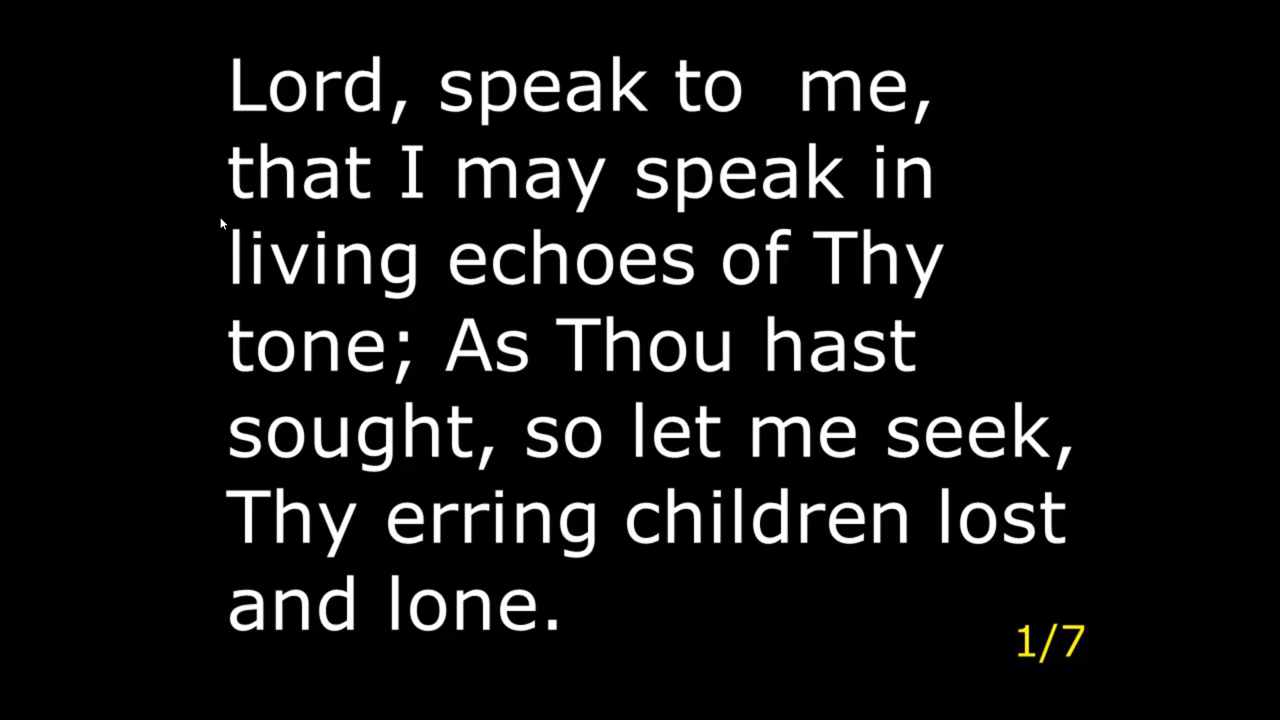 Lord, speak to  me,
that I may speak in
living echoes of Thy
tone; As Thou hast
sought, so let me seek,
Thy erring children lost
and lone.
1/7